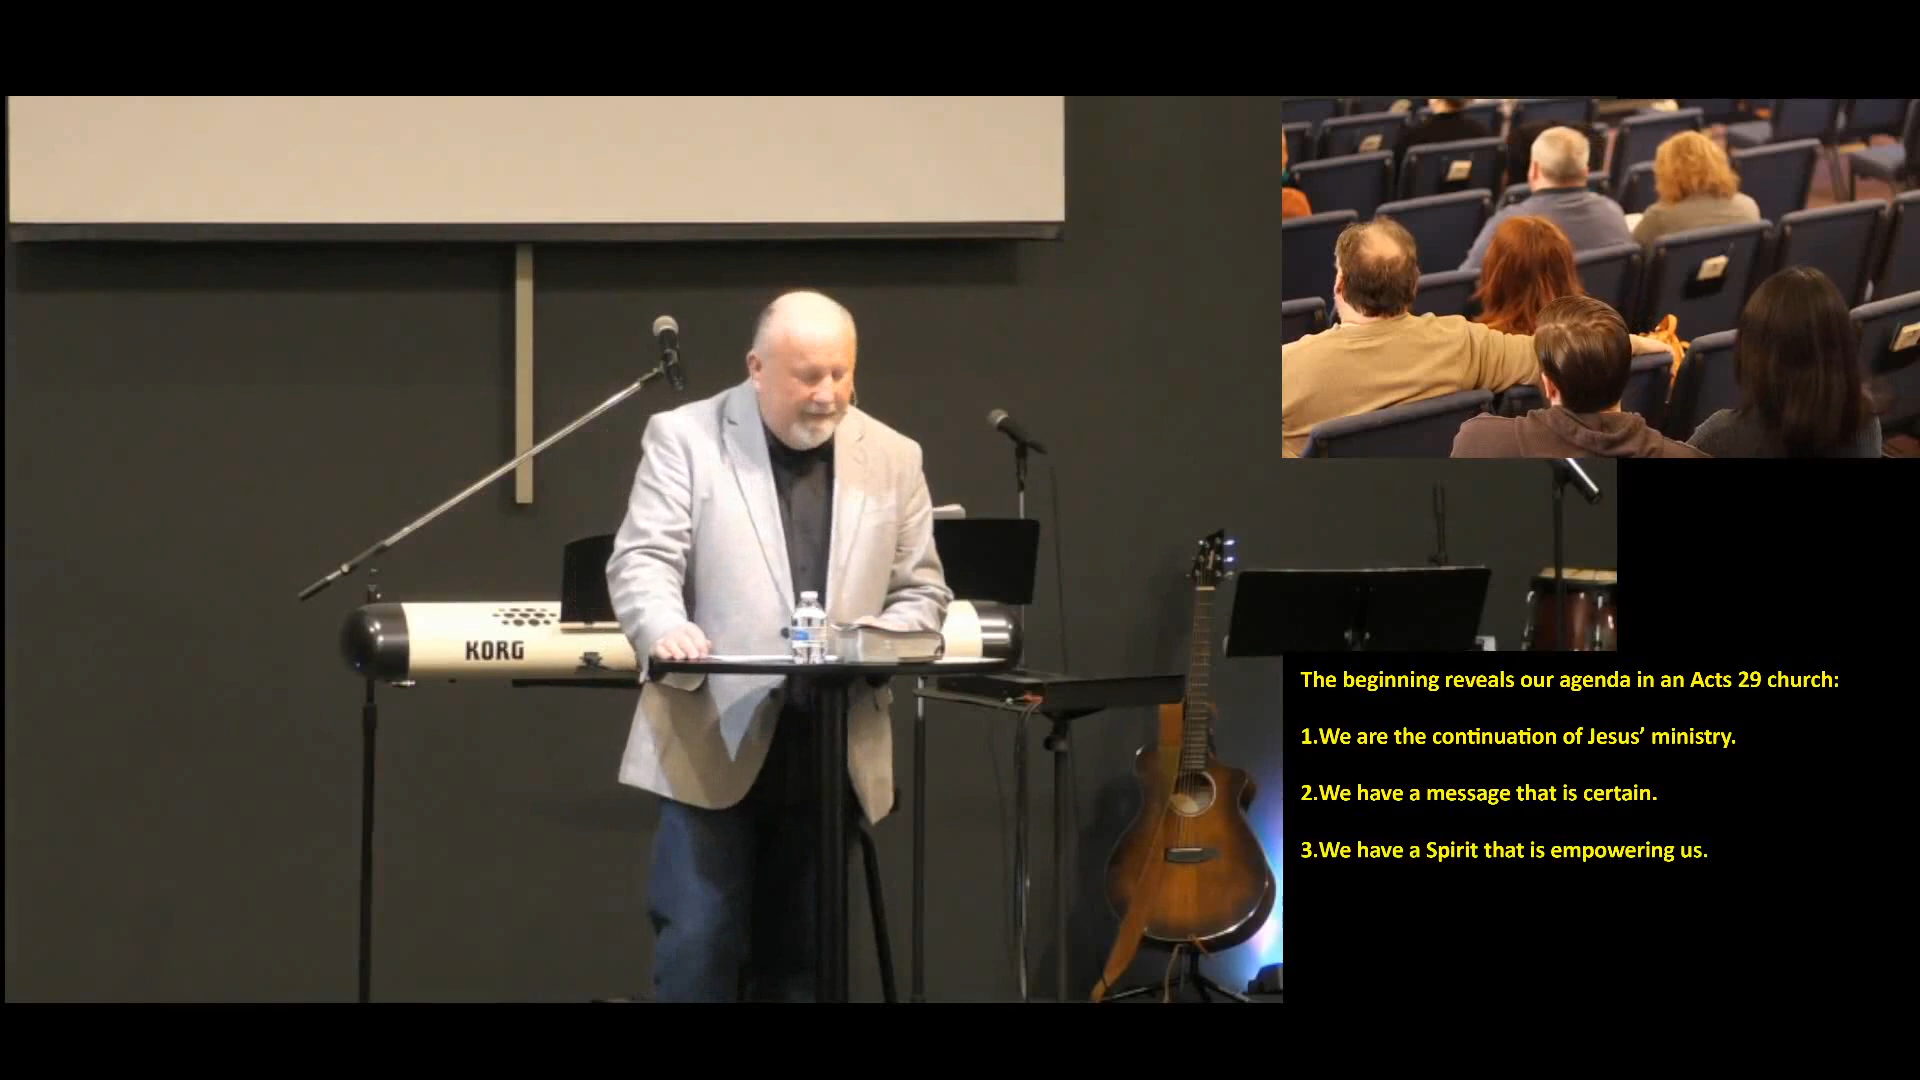 KORG
The beginning reveals our agenda in an Acts 29 church:
1.We are the continuation of Jesus’ ministry.
2.We have a message that is certain.
3.We have a Spirit that is empowering us.